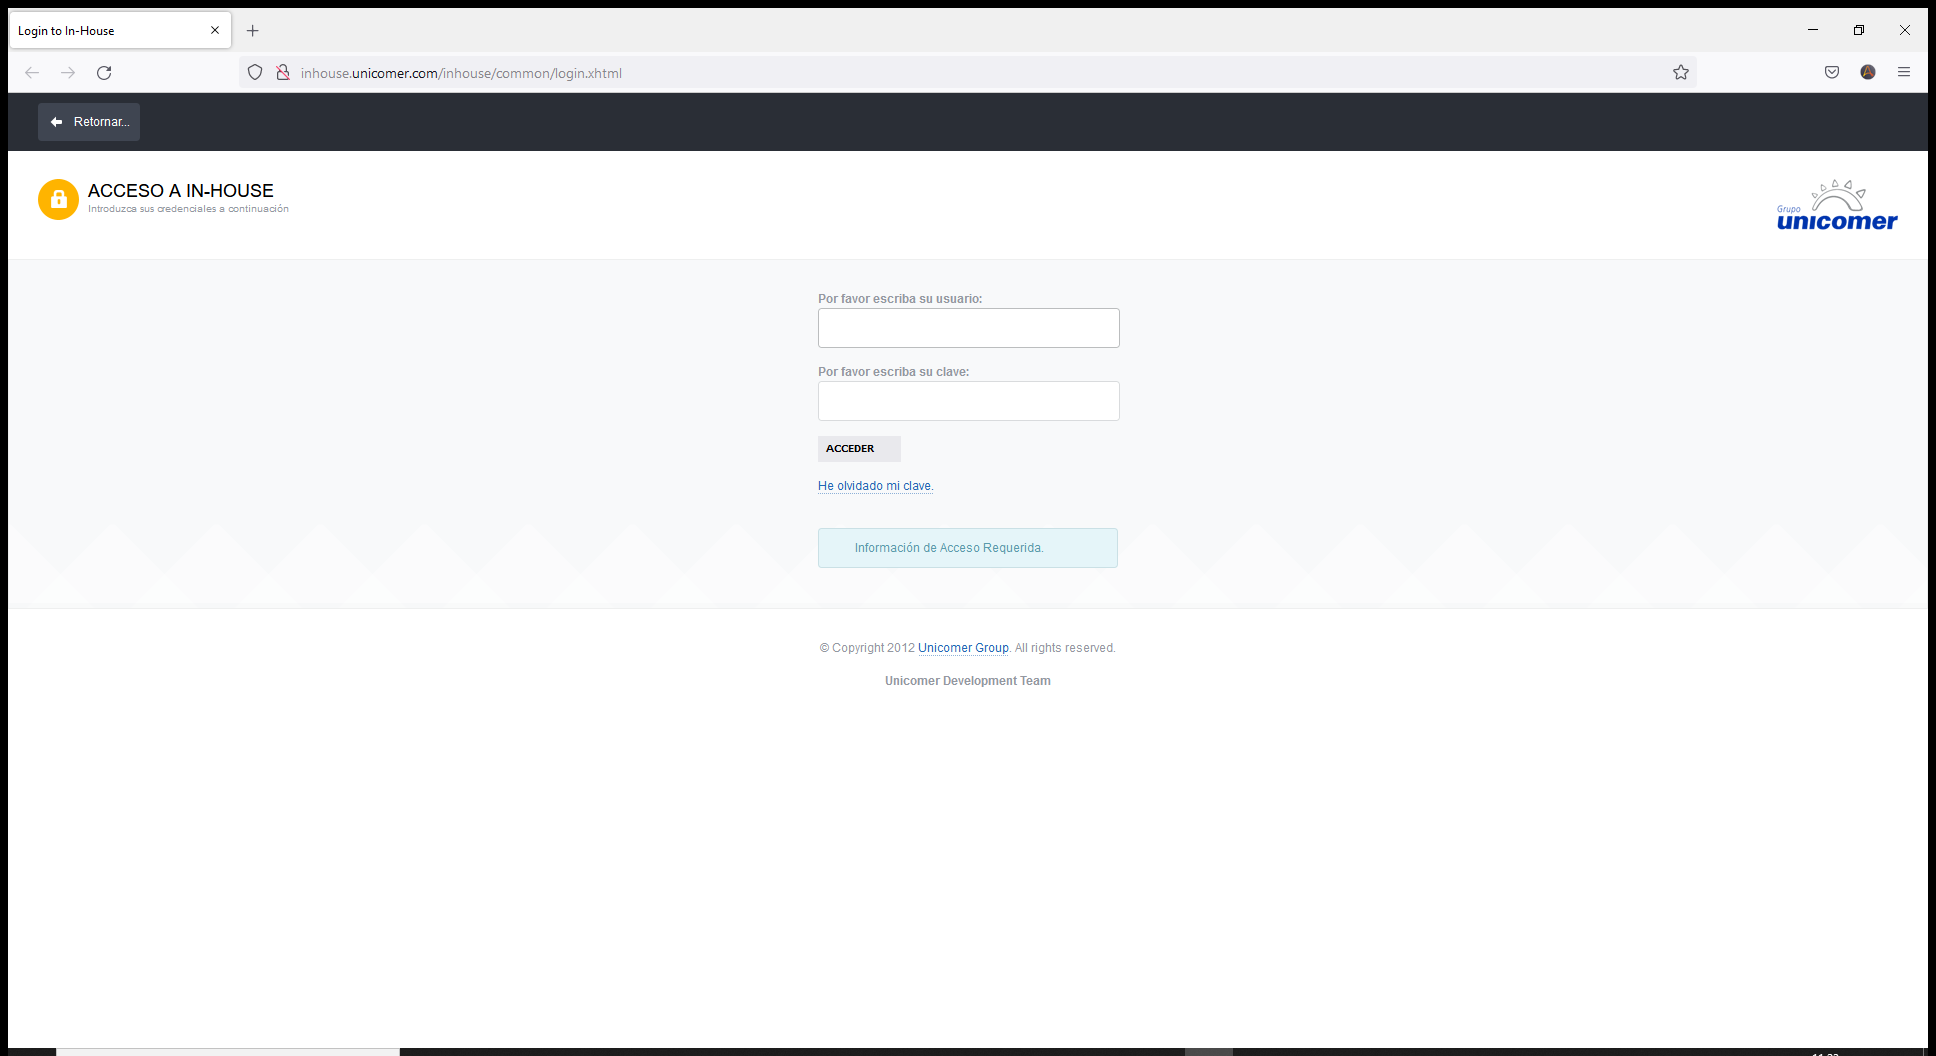 Login to In-House
inhouse.unicomer.com/inhouse/common/login.xhtml
Retornar...
ACCESO A IN-HOUSE
Introduzca sus credenciales a continuación
Grupo
unicomer
Por favor escriba su usuario:
Por favor escriba su clave:
ACCEDER
He olvidado mi clave.
Información de Acceso Requerida.
© Copyright 2012 Unicomer Group. All rights reserved.
Unicomer Development Team